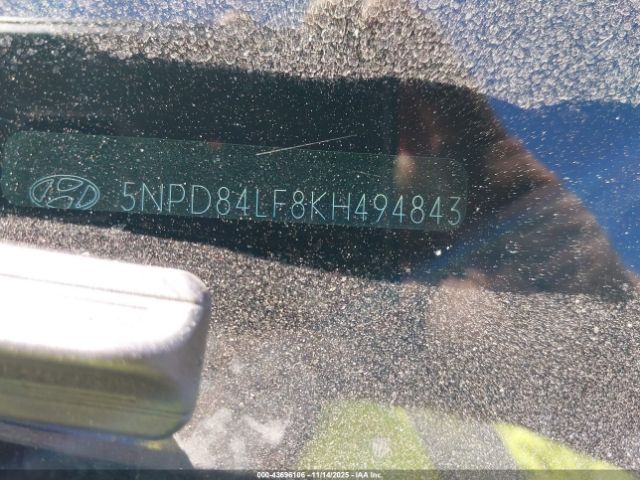 5NPD84LF8KH494843
000-43696106 • 11/14/2025 • IAA Inc.